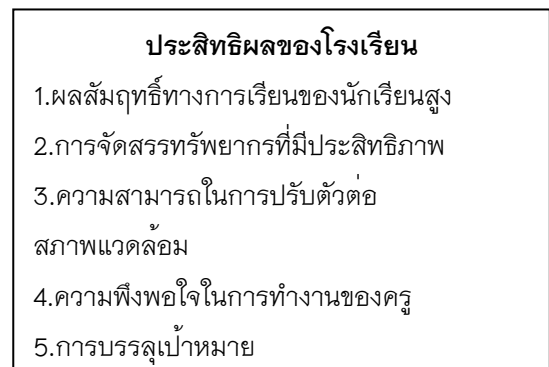 ประสิทธิผลของโรงเรียน
1.ผลสัมฤทธิ์ทางการเรียนของนักเรียนสูง
2.การจัดสรรทรัพยากรที่มีประสิทธิภาพ
3.ความสามารถในการปรับตัวต่อ
สภาพแวดล้อม
4.ความพึงพอใจในการทำงานของครู
5.การบรรลุเป้าหมาย